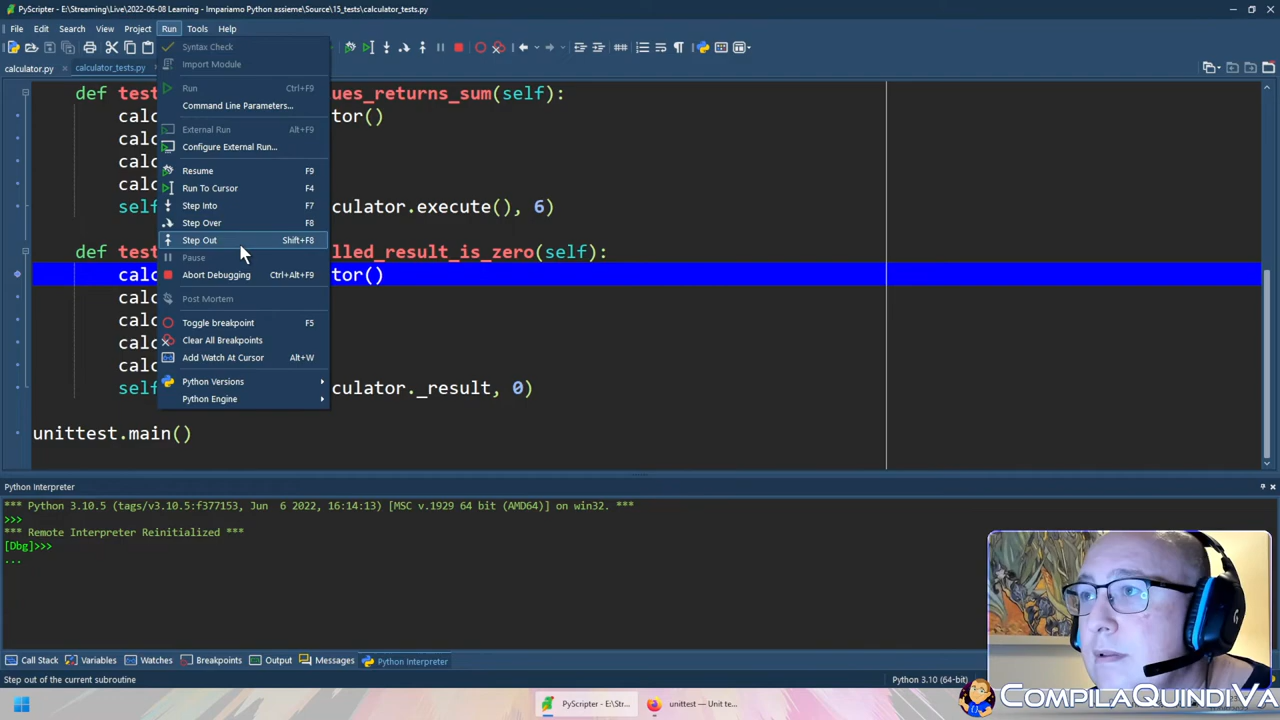 PyScripter - E:\Streaming\Live\2022-06-08 Learning - Impariamo Python assieme\Source\15_tests\calculator_tests.py
File Edit Search View Project Run Tools Help
calculator.py
calculator_tests.py
Syntax Check
Import Module
Run Ctrl+F9
Command Line Parameters...
External Run Alt+F9
Configure External Run...
Resume F9
Run To Cursor F4
Step Into F7
Step Over F8
Step Out Shift+F8
Pause
Abort Debugging Ctrl+Alt+F9
Post Mortem
Toggle breakpoint F5
Clear All Breakpoints
Add Watch At Cursor Alt+W
Python Versions
Python Engine
def test ues_returns_sum(self):
calc tor()
calc
calc
calc
self culator.execute(), 6)
def test lled_result_is_zero(self):
calc tor()
calc
calc
calc
calc
self culator._result, 0)
unittest.main()
Python Interpreter
*** Python 3.10.5 (tags/v3.10.5:f377153, Jun 6 2022, 16:14:13) [MSC v.1929 64 bit (AMD64)] on win32. ***
>>>
*** Remote Interpreter Reinitialized ***
[Dbg]>>>
...
Call Stack Variables Watches Breakpoints Output Messages Python Interpreter
Step out of the current subroutine
Python 3.10 (64-bit)
PyScripter - E:\Stre...
unittest — Unit te...
COMPILAQUINDIVA